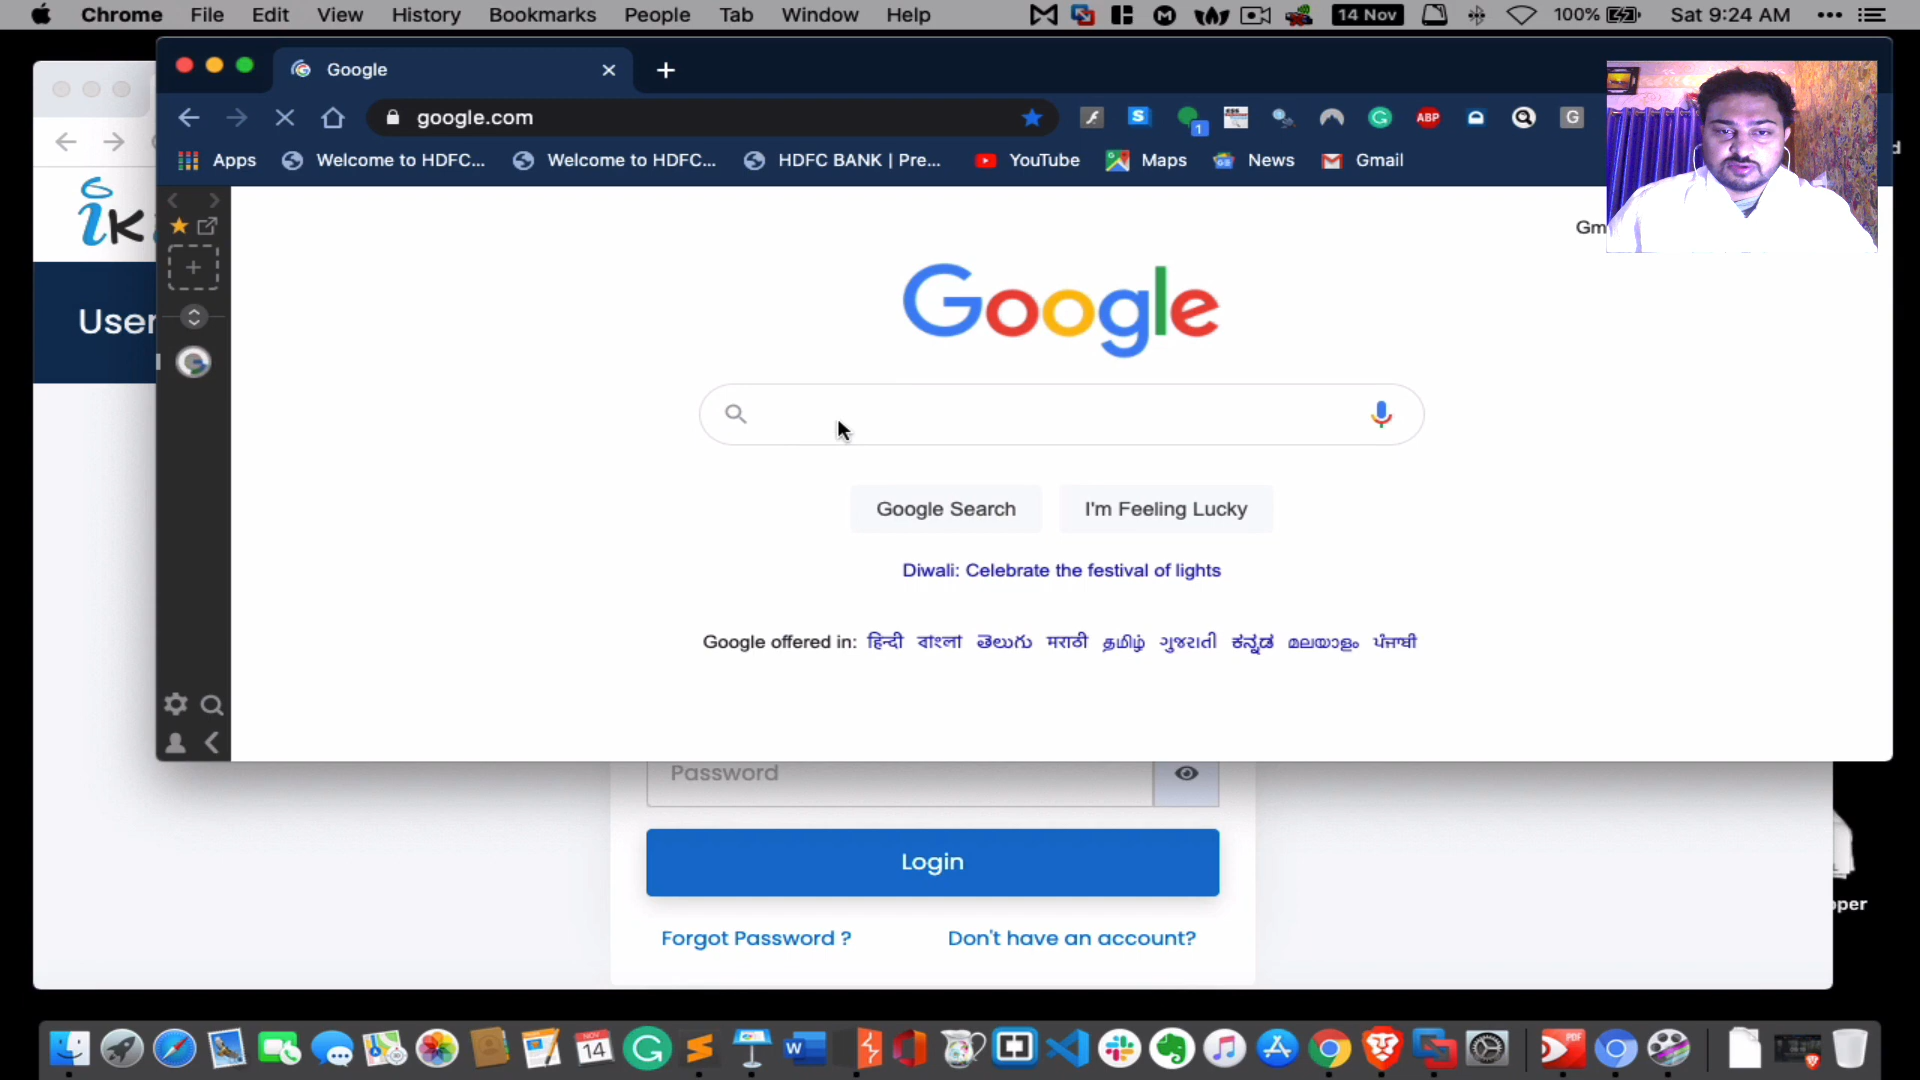 Chrome File Edit View History Bookmarks People Tab Window Help 14 Nov 100% Sat 9:24 AM
Google
google.com
Apps Welcome to HDFC... Welcome to HDFC... HDFC BANK | Pre... YouTube Maps News Gmail
User
Google
Google Search I'm Feeling Lucky
Diwali: Celebrate the festival of lights
Google offered in: हिन्दी বাংলা తెలుగు मराठी தமிழ் ગુજરાતી ಕನ್ನಡ മലയാളം ਪੰਜਾਬੀ
Password
Login
Forgot Password ? Don't have an account?